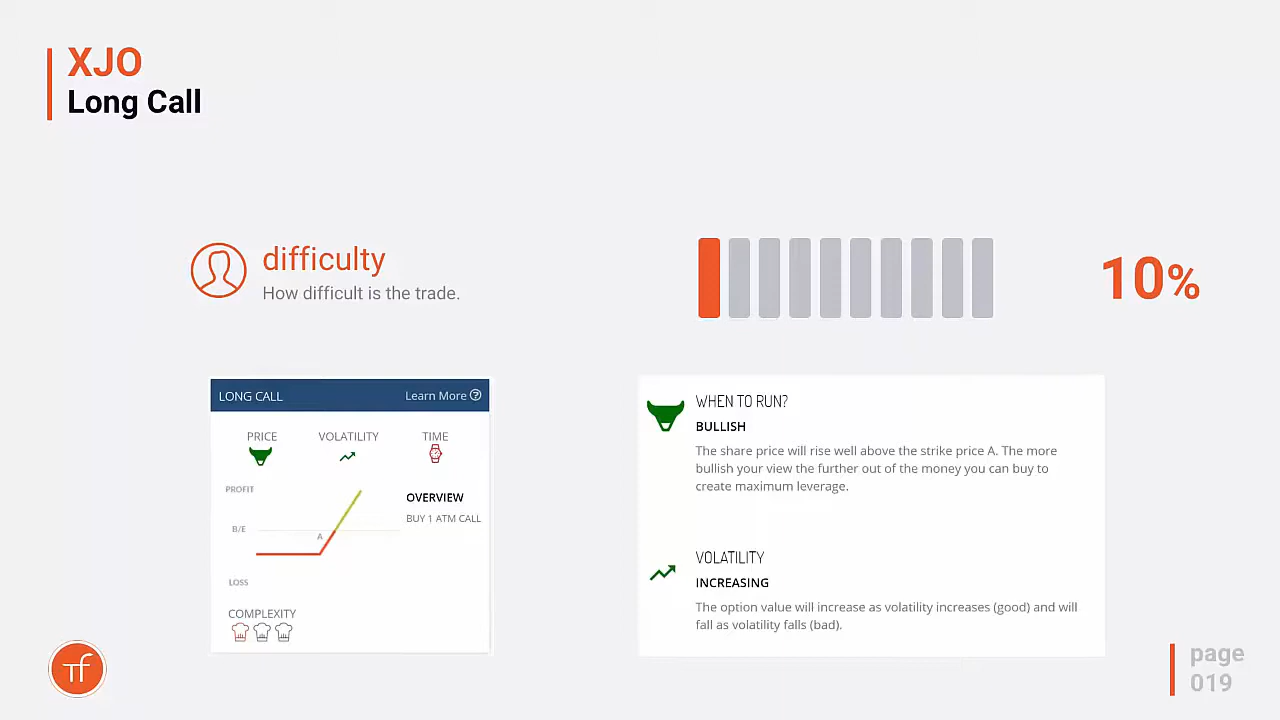 XJO
Long Call
difficulty
How difficult is the trade.
10%
LONG CALL
Learn More ?
PRICE
VOLATILITY
TIME
PROFIT
B/E
A
LOSS
OVERVIEW
BUY 1 ATM CALL
COMPLEXITY
WHEN TO RUN?
BULLISH
The share price will rise well above the strike price A. The more
bullish your view the further out of the money you can buy to
create maximum leverage.
VOLATILITY
INCREASING
The option value will increase as volatility increases (good) and will
fall as volatility falls (bad).
Tf
page
019